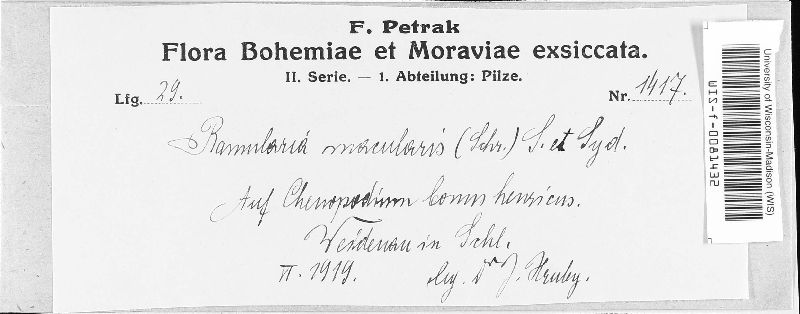 F. Petrak
Flora Bohemiae et Moraviae exsiccata.
II. Serie. — 1. Abteilung: Pilze.
Lfg. 29. Nr. 1417.
Ramularia macularis (Schr.) S. et Syd.
Auf Chenopodium bonus henricus.
Weidenau in Schl.
VI. 1919. leg. Dr J. Hruby.
University of Wisconsin-Madison (WIS)
WIS-f-0081432